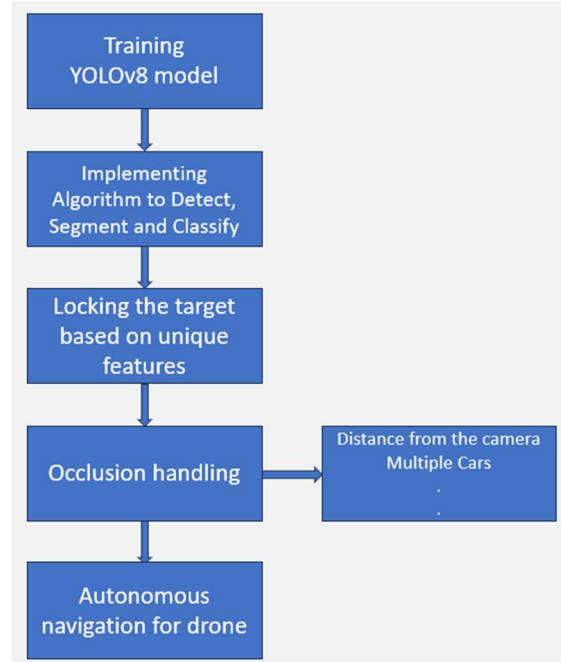 Training
YOLOv8 model
Implementing
Algorithm to Detect,
Segment and Classify
Locking the target
based on unique
features
Occlusion handling
Distance from the camera
Multiple Cars
.
.
Autonomous
navigation for drone